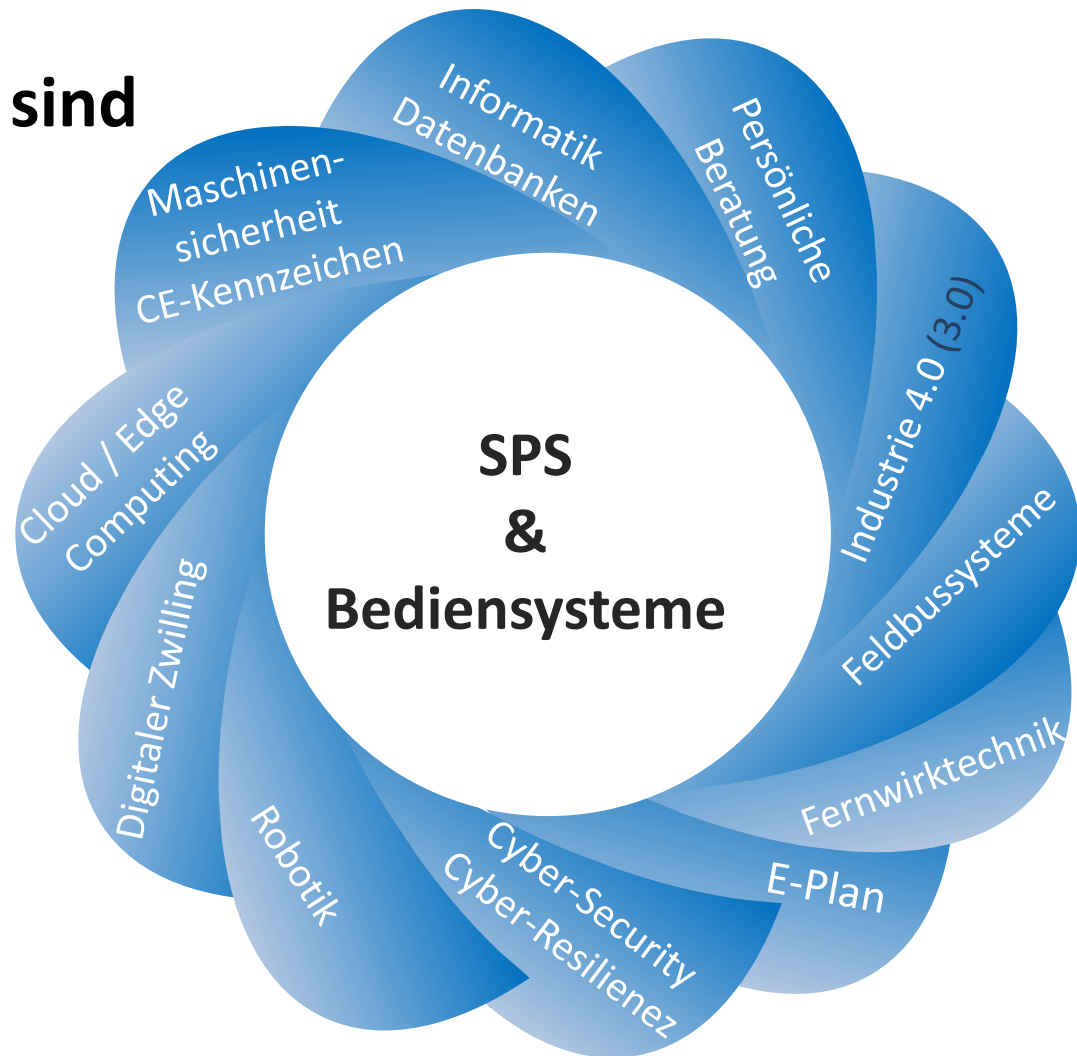 sind
Informatik
Datenbanken
Persönliche
Beratung
Industrie 4.0 (3.0)
Feldbussysteme
Fernwirktechnik
E-Plan
Cyber-Security
Cyber-Resilienez
Robotik
Digitaler Zwilling
Cloud / Edge
Computing
Maschinen-
sicherheit
CE-Kennzeichen
SPS
&
Bediensysteme